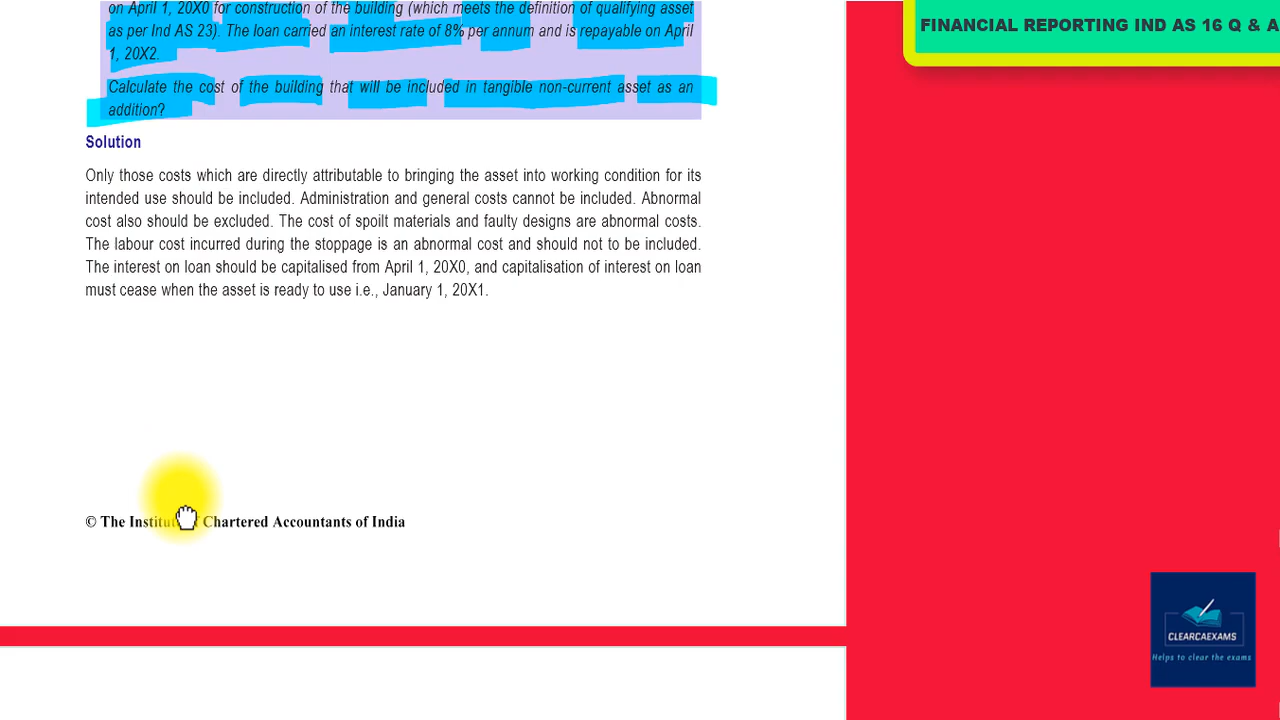 on April 1, 20X0 for construction of the building (which meets the definition of qualifying asset
as per Ind AS 23). The loan carried an interest rate of 8% per annum and is repayable on April
1, 20X2.
Calculate the cost of the building that will be included in tangible non-current asset as an
addition?
Solution
Only those costs which are directly attributable to bringing the asset into working condition for its
intended use should be included. Administration and general costs cannot be included. Abnormal
cost also should be excluded. The cost of spoilt materials and faulty designs are abnormal costs.
The labour cost incurred during the stoppage is an abnormal cost and should not to be included.
The interest on loan should be capitalised from April 1, 20X0, and capitalisation of interest on loan
must cease when the asset is ready to use i.e., January 1, 20X1.
© The Chartered Accountants of India
FINANCIAL REPORTING IND AS 16 Q & A
CLEARCAEXAMS
Helps to clear the exams